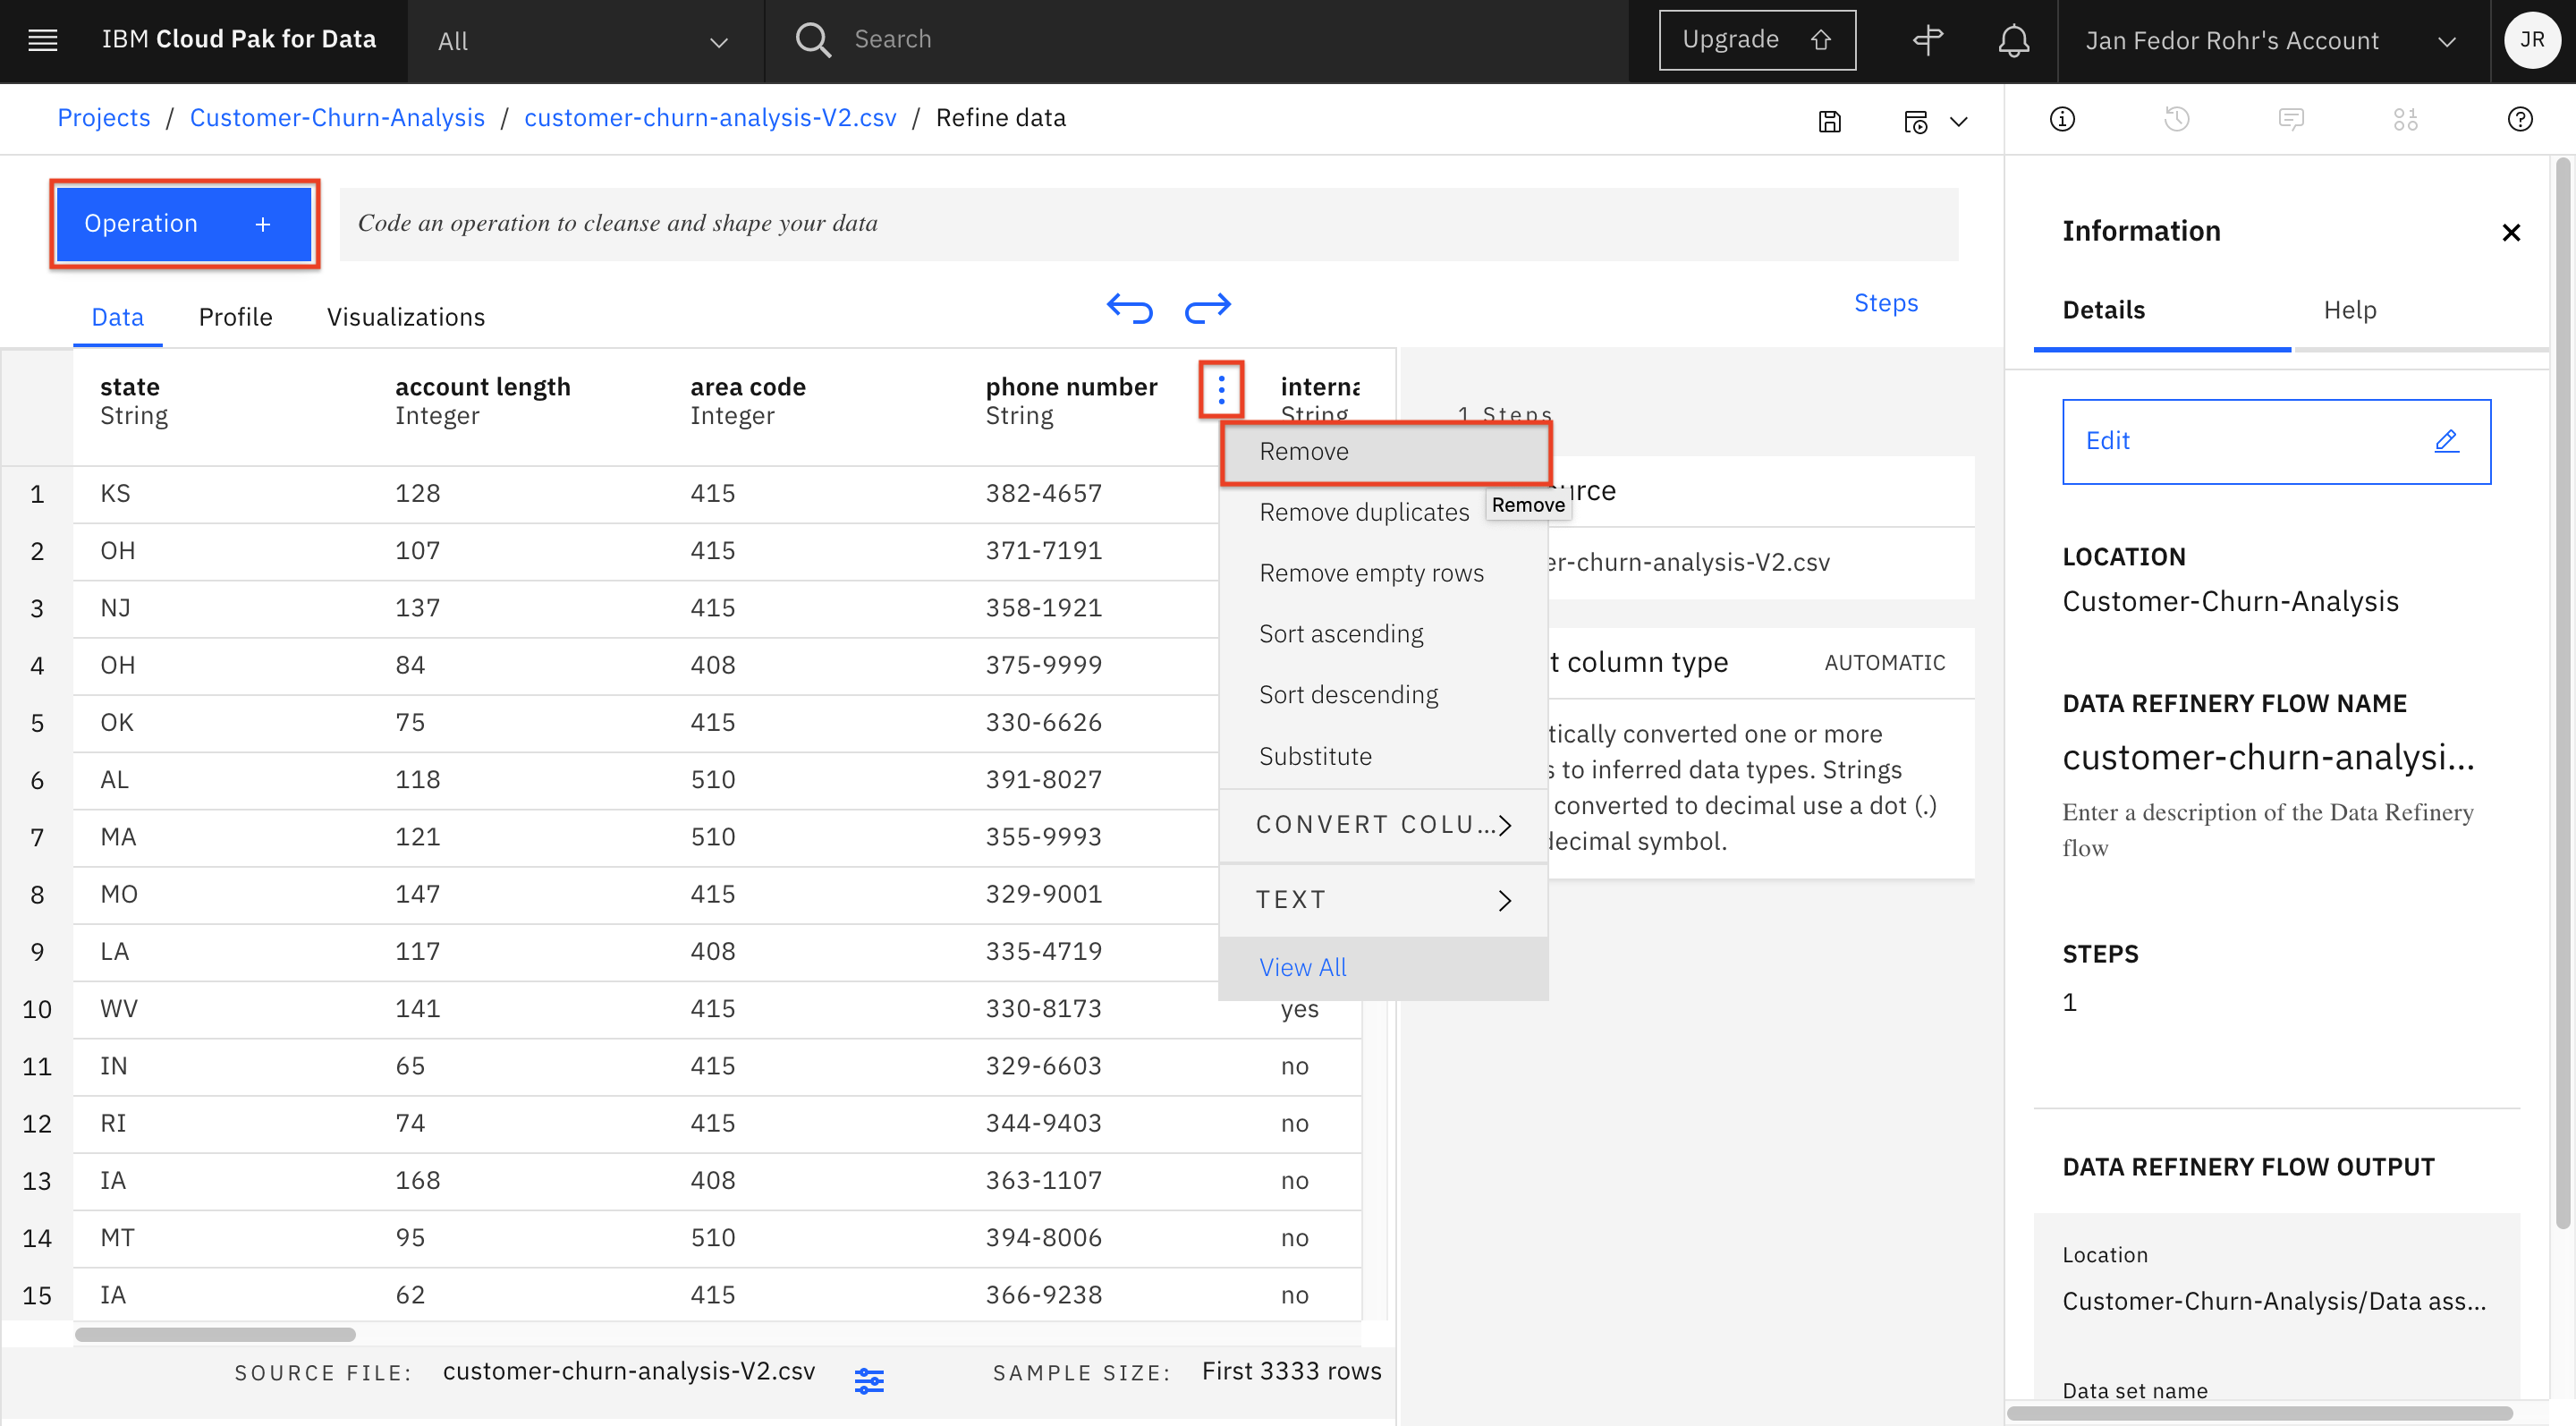 IBM Cloud Pak for Data
All
Search
Upgrade
Jan Fedor Rohr's Account
JR
Projects / Customer-Churn-Analysis / customer-churn-analysis-V2.csv / Refine data
Operation +
Code an operation to cleanse and shape your data
Data Profile Visualizations
Steps
state account length area code phone number interna
String Integer Integer String String
1 KS 128 415 382-4657
2 OH 107 415 371-7191
3 NJ 137 415 358-1921
4 OH 84 408 375-9999
5 OK 75 415 330-6626
6 AL 118 510 391-8027
7 MA 121 510 355-9993
8 MO 147 415 329-9001
9 LA 117 408 335-4719
10 WV 141 415 330-8173 yes
11 IN 65 415 329-6603 no
12 RI 74 415 344-9403 no
13 IA 168 408 363-1107 no
14 MT 95 510 394-8006 no
15 IA 62 415 366-9238 no
SOURCE FILE: customer-churn-analysis-V2.csv
SAMPLE SIZE: First 3333 rows
Remove
Remove duplicates
Remove empty rows
Sort ascending
Sort descending
Substitute
CONVERT COLU...
TEXT
View All
Remove
1 Steps
urce
er-churn-analysis-V2.csv
t column type AUTOMATIC
tically converted one or more
s to inferred data types. Strings
converted to decimal use a dot (.)
decimal symbol.
Information
Details Help
Edit
LOCATION
Customer-Churn-Analysis
DATA REFINERY FLOW NAME
customer-churn-analysi...
Enter a description of the Data Refinery
flow
STEPS
1
DATA REFINERY FLOW OUTPUT
Location
Customer-Churn-Analysis/Data ass...
Data set name